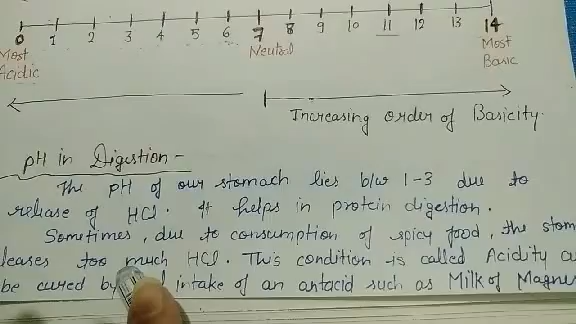 0 1 2 3 4 5 6 7 8 9 10 11 12 13 14
Most Acidic
Neutral
Most Basic
Increasing order of Basicity.
pH in Digestion -
The pH of our stomach lies b/w 1-3 due to
release of HCl. It helps in protein digestion.
Sometimes, due to consumption of spicy food, the stom
leases too much HCl. This condition is called Acidity
be cured by intake of an antacid such as Milk of Magne